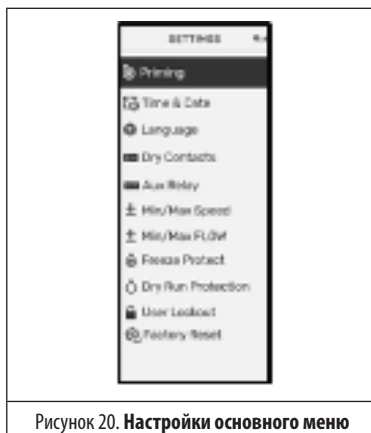 SETTINGS
Priming
Time & Date
Language
Dry Contacts
Aux Relay
Min/Max Speed
Min/Max FLOW
Freeze Protect
Dry Run Protection
User Lockout
Factory Reset
Рисунок 20. Настройки основного меню